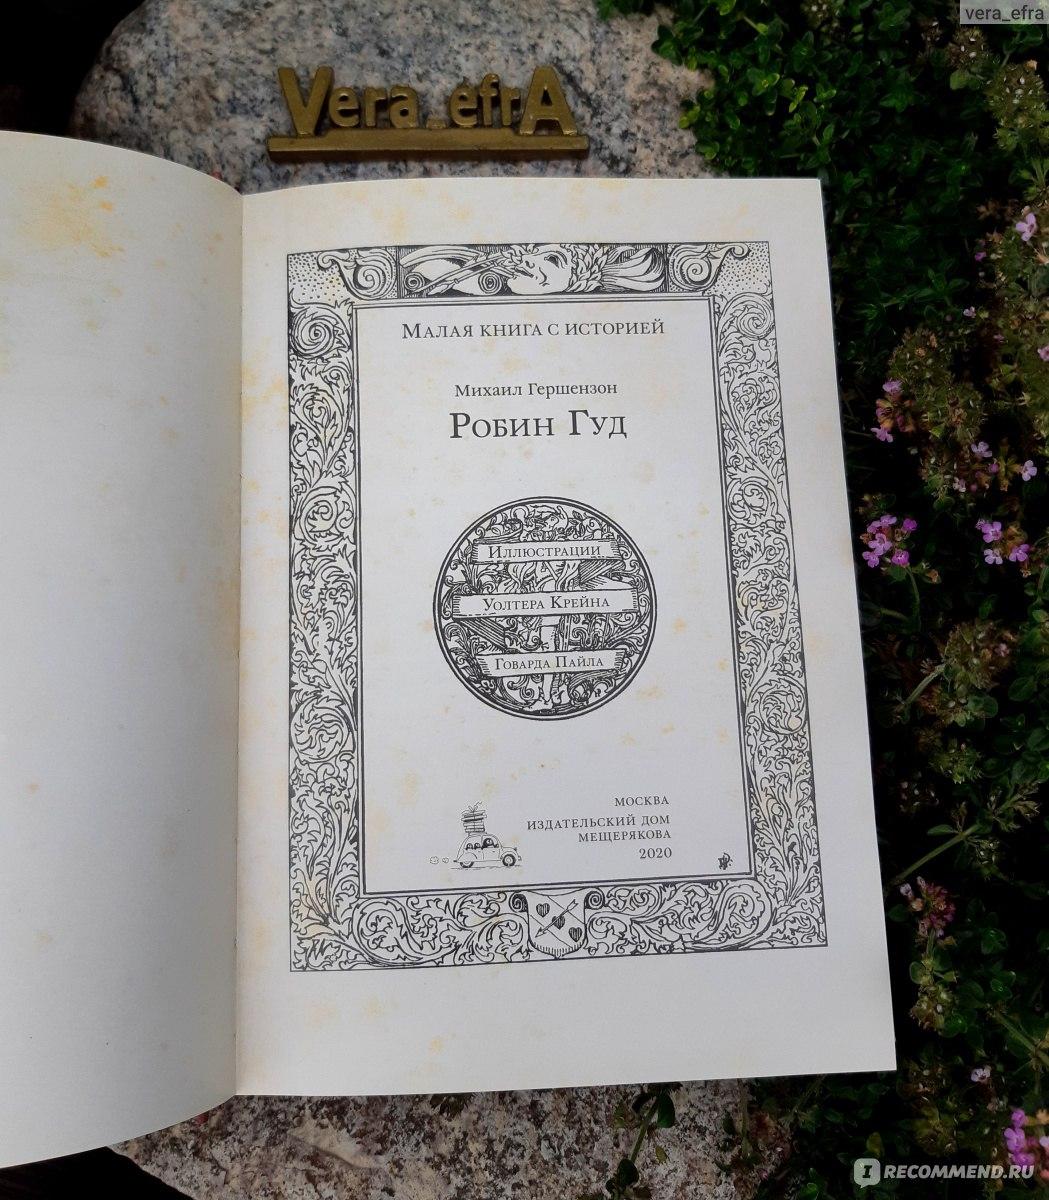 vera_efra
Vera_efrA
Малая книга с историей
Михаил Гершензон
Робин Гуд
Иллюстрации
Уолтера Крейна
Говарда Пайла
МОСКВА
ИЗДАТЕЛЬСКИЙ ДОМ
МЕЩЕРЯКОВА
2020
IRECOMMEND.RU